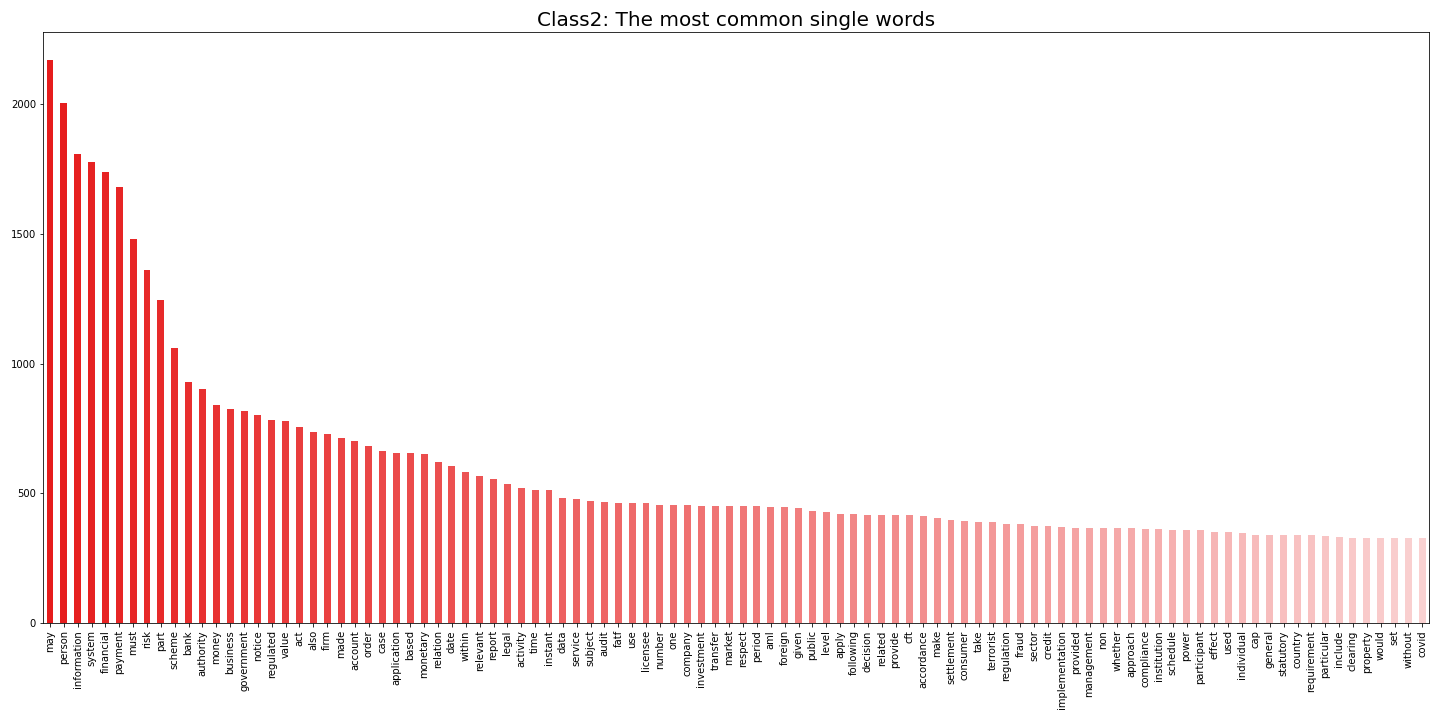 Class2: The most common single words
2000
1500
1000
500
0
may
person
information
system
financial
payment
must
risk
part
scheme
bank
authority
money
business
government
notice
regulated
value
act
also
firm
made
account
order
case
application
based
monetary
relation
date
within
relevant
report
legal
activity
time
instant
data
service
subject
audit
fatf
use
licensee
number
one
company
investment
transfer
market
respect
period
aml
foreign
given
public
level
apply
following
decision
related
provide
cft
accordance
make
settlement
consumer
take
terrorist
regulation
fraud
sector
credit
implementation
provided
management
non
whether
approach
compliance
institution
schedule
power
participant
effect
used
individual
cap
general
statutory
country
requirement
particular
include
clearing
property
would
set
without
covid